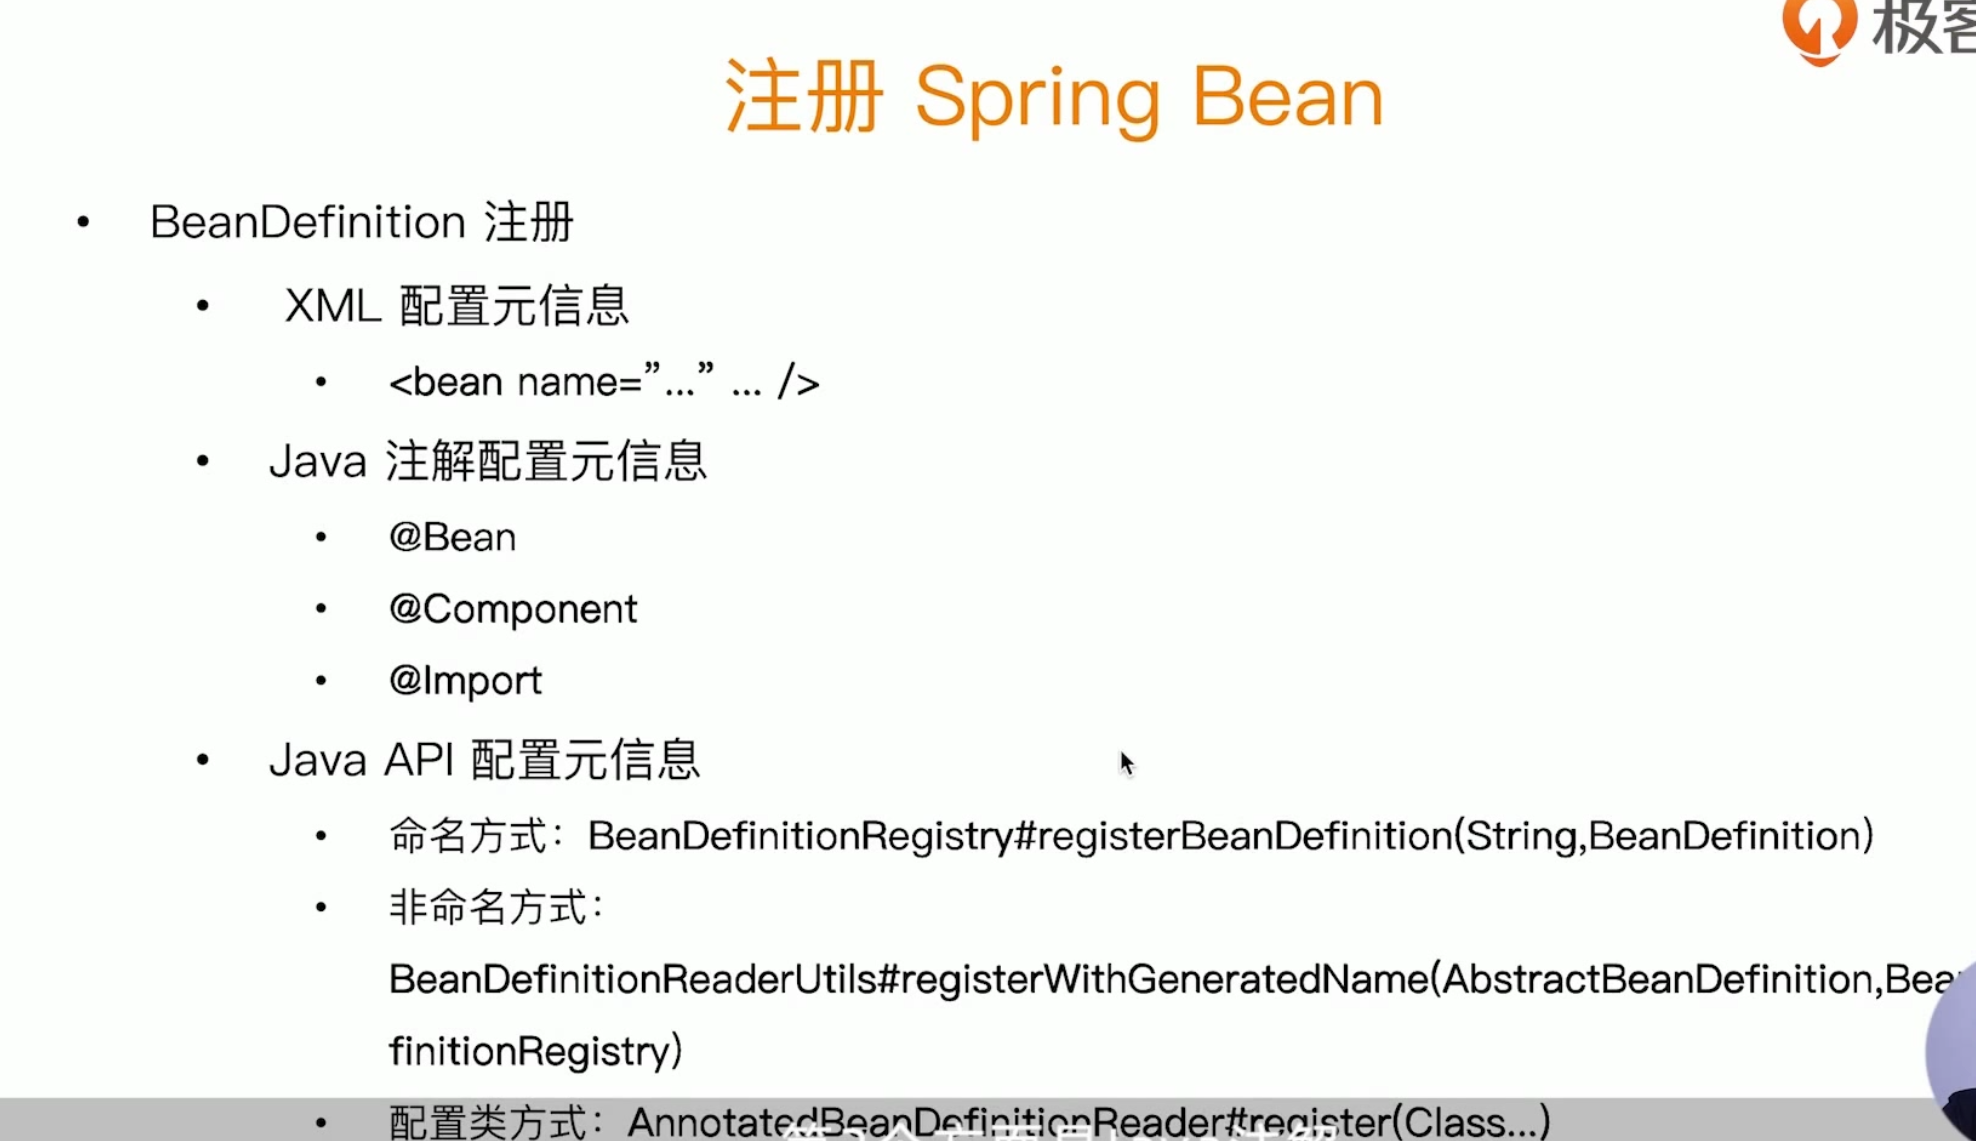 极客
注册 Spring Bean
• BeanDefinition 注册
• XML 配置元信息
• <bean name=”...” ... />
• Java 注解配置元信息
• @Bean
• @Component
• @Import
• Java API 配置元信息
• 命名方式：BeanDefinitionRegistry#registerBeanDefinition(String,BeanDefinition)
• 非命名方式：
BeanDefinitionReaderUtils#registerWithGeneratedName(AbstractBeanDefinition,Bea
finitionRegistry)
• 配置类方式：AnnotatedBeanDefinitionReader#register(Class...)